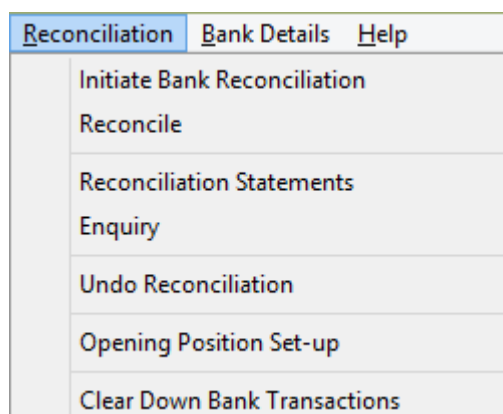 Reconciliation Bank Details Help
Initiate Bank Reconciliation
Reconcile
Reconciliation Statements
Enquiry
Undo Reconciliation
Opening Position Set-up
Clear Down Bank Transactions